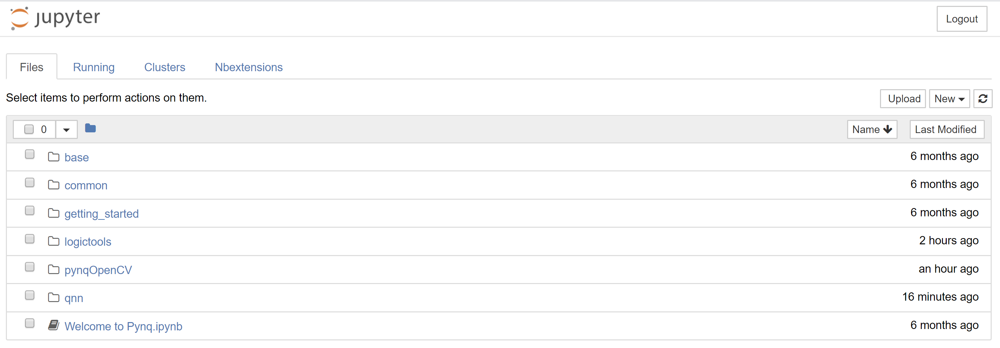 jupyter
Logout
Files Running Clusters Nbextensions
Select items to perform actions on them.
Upload New
0 Name Last Modified
base 6 months ago
common 6 months ago
getting_started 6 months ago
logictools 2 hours ago
pynqOpenCV an hour ago
qnn 16 minutes ago
Welcome to Pynq.ipynb 6 months ago